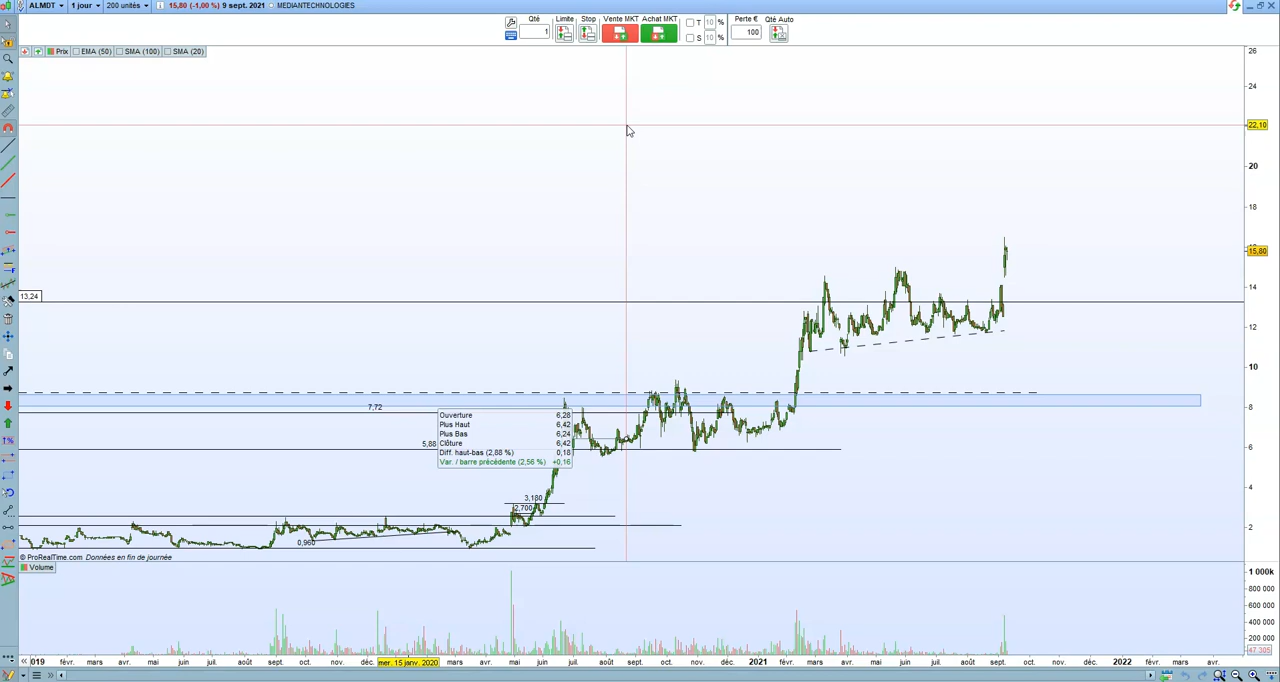 ALMDT 1 jour 200 unités 15,80 (-1,00 %) 9 sept. 2021 MEDIANTECHNOLOGIES
Qté Limite Stop Vente MKT Achat MKT Perte € Qté Auto
1 T 10 % 100
S 10 %
Prix EMA (50) SMA (100) SMA (20)
26
24
22,10
20
18
15,80
14
13,24
12
10
8
7,72
Ouverture 6,28
Plus Haut 6,42
Plus Bas 6,24
Clôture 6,42
Diff. haut-bas (2,88 %) 0,18
Var. / barre précédente (2,56 %) +0,16
5,88
6
4
3,180
2,700
2
0,960
© ProRealTime.com Données en fin de journée
Volume
1 000k
800 000
600 000
400 000
200 000
47 305
2019 févr. mars avr. mai juin juil. août sept. oct. nov. déc. mer. 15 janv. 2020 mars avr. mai juin août sept. oct. nov. déc. 2021 févr. mars avr. mai juin juil. août sept. oct. nov. déc. 2022 févr. mars avr.